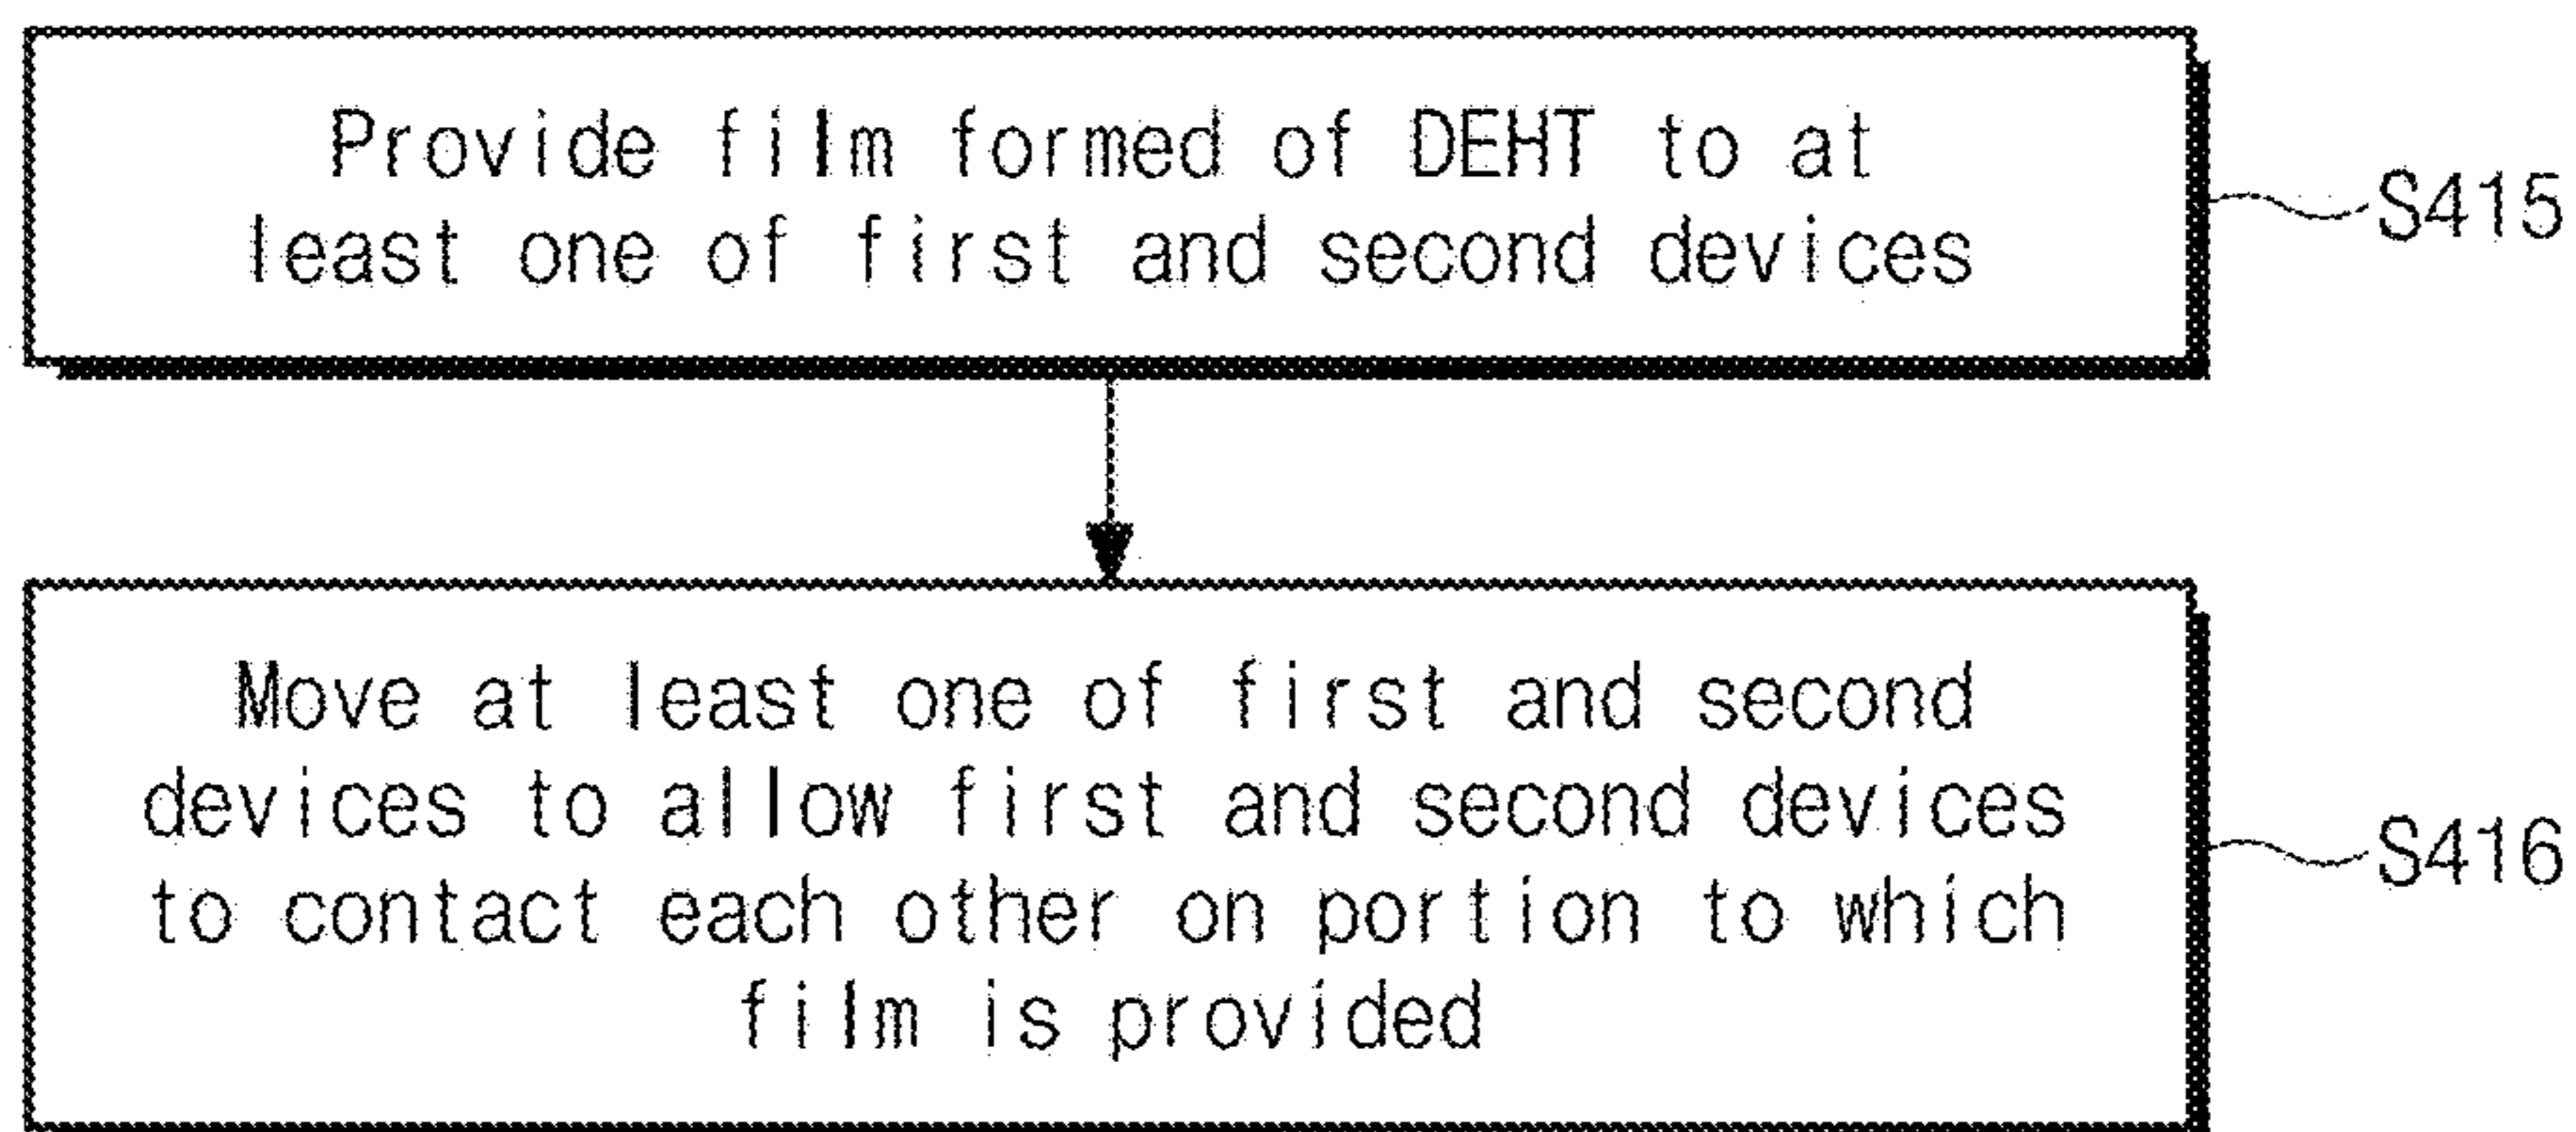 Provide film formed of DEHT to at
least one of first and second devices
S415
Move at least one of first and second
devices to allow first and second devices
to contact each other on portion to which
film is provided
S416